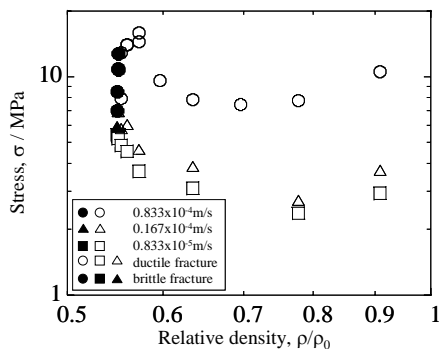 Stress, σ / MPa
10
1
0.833x10⁻⁴m/s
0.167x10⁻⁴m/s
0.833x10⁻⁵m/s
ductile fracture
brittle fracture
0.5 0.6 0.7 0.8 0.9 1
Relative density, ρ/ρ₀